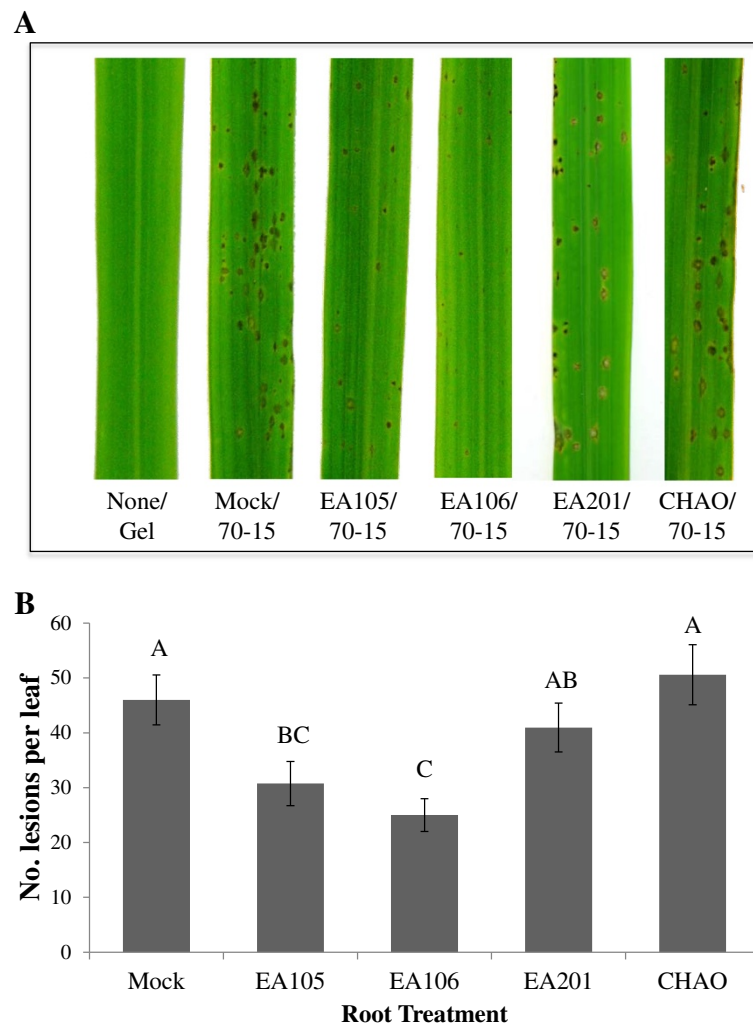 A
None/ Mock/ EA105/ EA106/ EA201/ CHAO/
Gel 70-15 70-15 70-15 70-15 70-15
B
No. lesions per leaf
60
50
40
30
20
10
0
A
BC
C
AB
A
Mock EA105 EA106 EA201 CHAO
Root Treatment